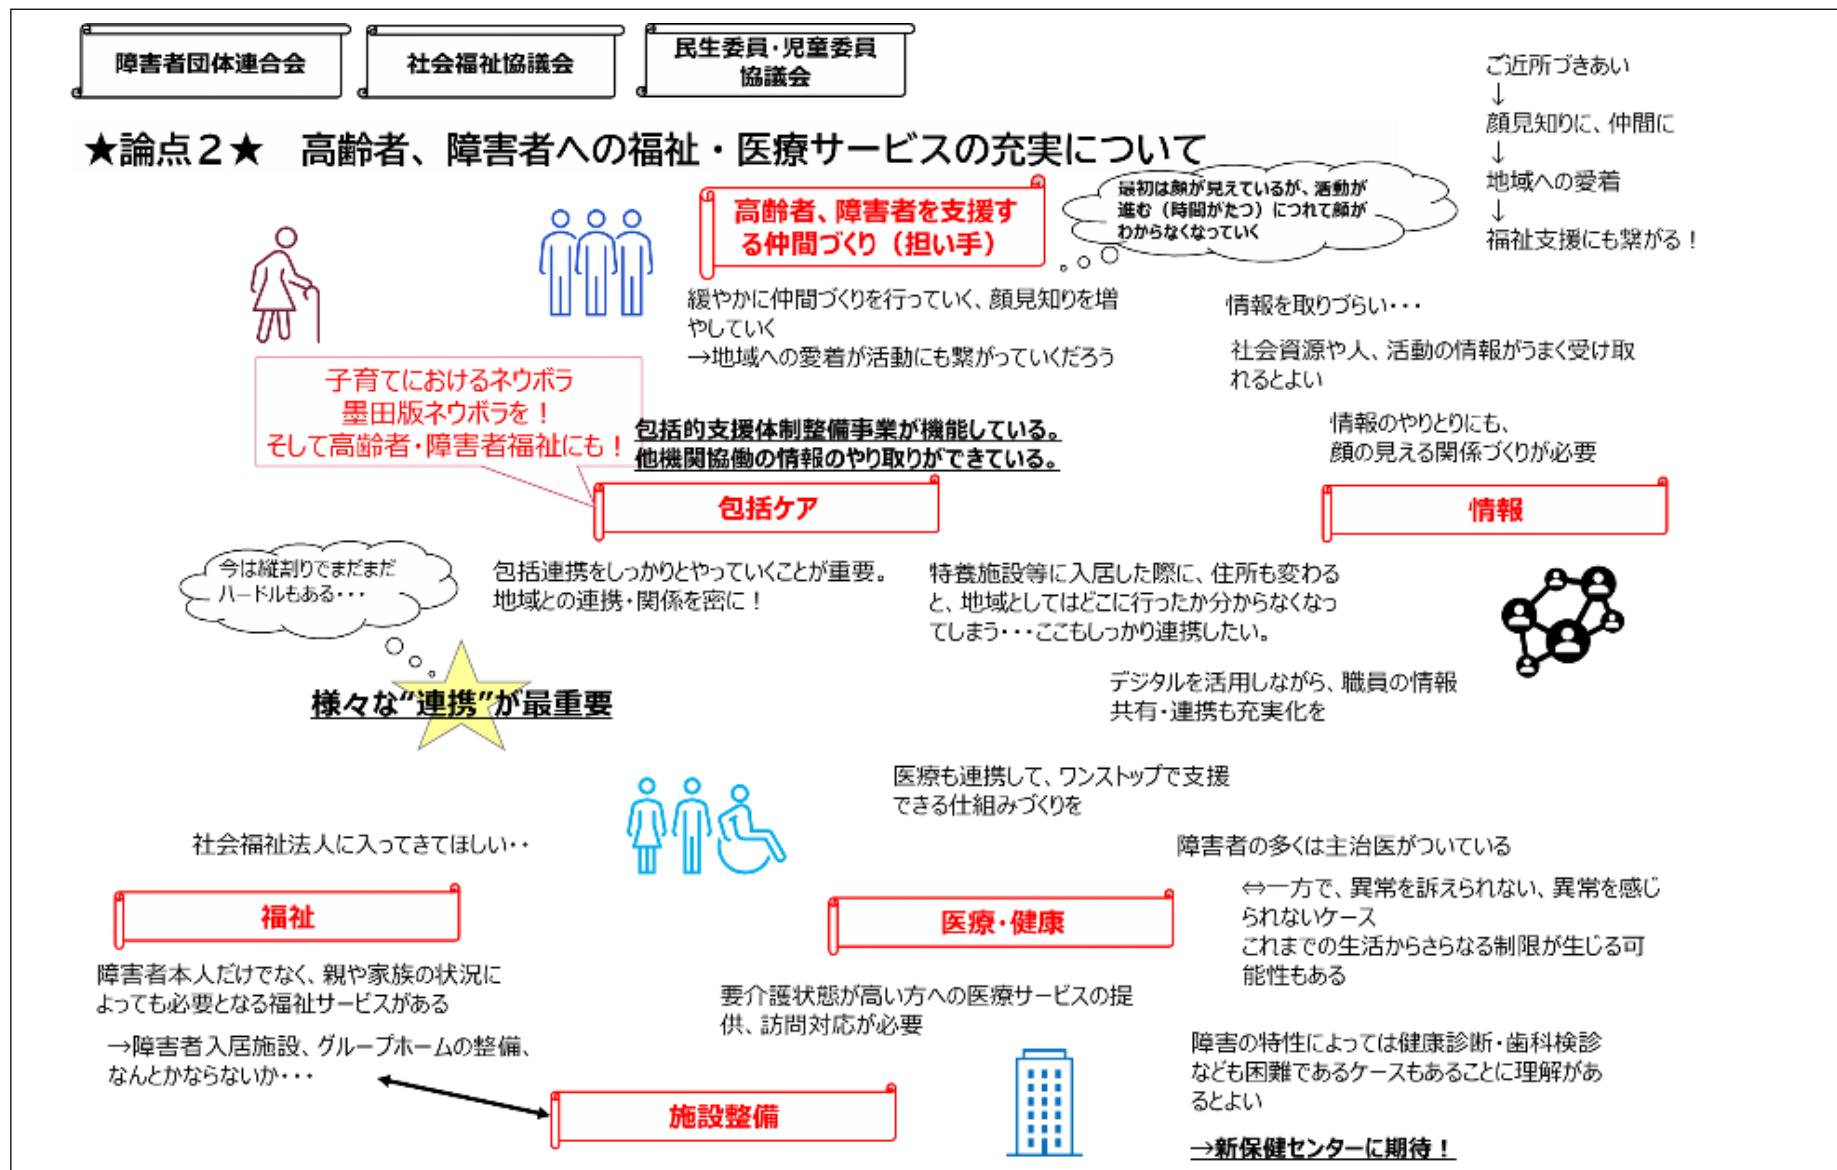 障害者団体連合会
社会福祉協議会
民生委員・児童委員
協議会
★論点２★　高齢者、障害者への福祉・医療サービスの充実について
ご近所づきあい
↓
顔見知りに、仲間に
↓
地域への愛着
↓
福祉支援にも繋がる！
高齢者、障害者を支援す
る仲間づくり（担い手）
最初は顔が見えているが、活動が
進む（時間がたつ）につれて顔が
わからなくなっていく
緩やかに仲間づくりを行っていく、顔見知りを増
やしていく
→地域への愛着が活動にも繋がっていくだろう
情報を取りづらい・・・
社会資源や人、活動の情報がうまく受け取
れるとよい
情報のやりとりにも、
顔の見える関係づくりが必要
情報
子育てにおけるネウボラ
墨田版ネウボラを！
そして高齢者・障害者福祉にも！
包括的支援体制整備事業が機能している。
他機関協働の情報のやり取りができている。
包括ケア
今は縦割りでまだまだ
ハードルもある・・・
包括連携をしっかりとやっていくことが重要。
地域との連携・関係を密に！
特養施設等に入居した際に、住所も変わる
と、地域としてはどこに行ったか分からなくなっ
てしまう・・・ここもしっかり連携したい。
デジタルを活用しながら、職員の情報
共有・連携も充実化を
様々な“連携”が最重要
医療も連携して、ワンストップで支援
できる仕組みづくりを
社会福祉法人に入ってきてほしい・・
福祉
障害者本人だけでなく、親や家族の状況に
よっても必要となる福祉サービスがある
→障害者入居施設、グループホームの整備、
なんとかならないか・・・
施設整備
医療・健康
要介護状態が高い方への医療サービスの提
供、訪問対応が必要
障害者の多くは主治医がついている
⇔一方で、異常を訴えられない、異常を感じ
られないケース
これまでの生活からさらなる制限が生じる可
能性もある
障害の特性によっては健康診断・歯科検診
なども困難であるケースもあることに理解があ
るとよい
→新保健センターに期待！